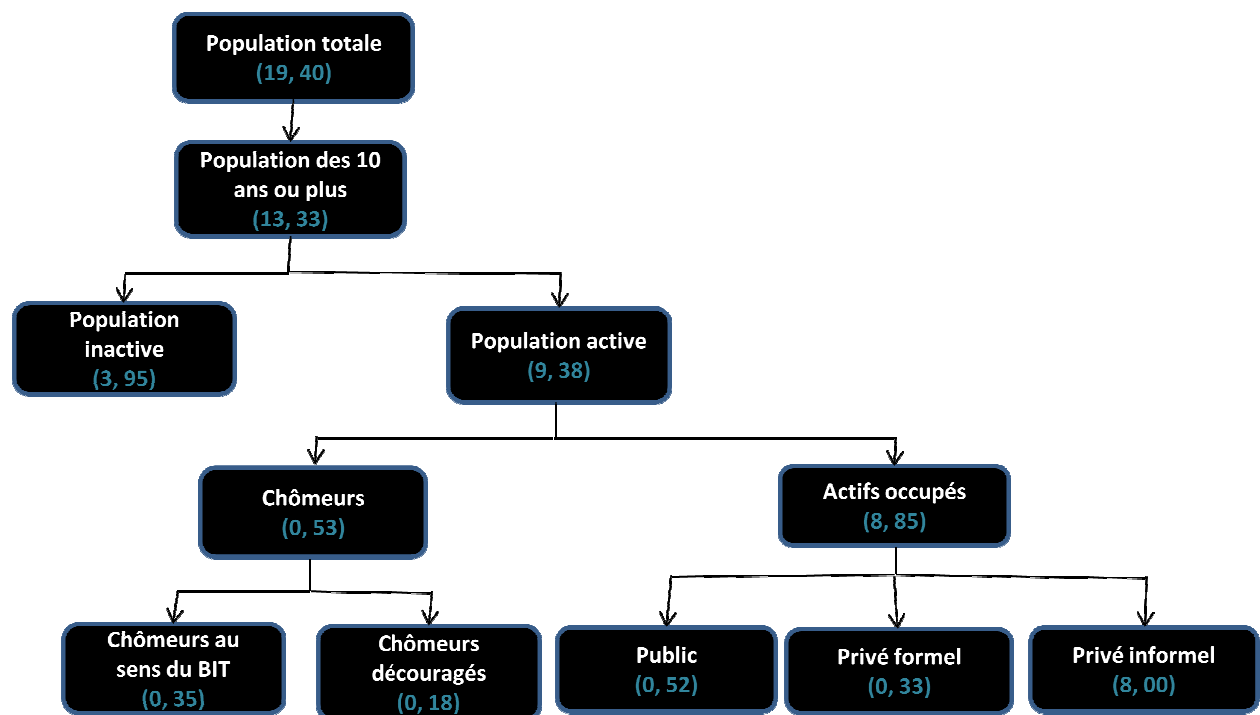 Population totale
(19, 40)
Population des 10
ans ou plus
(13, 33)
Population
inactive
(3, 95)
Population active
(9, 38)
Chômeurs
(0, 53)
Actifs occupés
(8, 85)
Chômeurs au
sens du BIT
(0, 35)
Chômeurs
découragés
(0, 18)
Public
(0, 52)
Privé formel
(0, 33)
Privé informel
(8, 00)